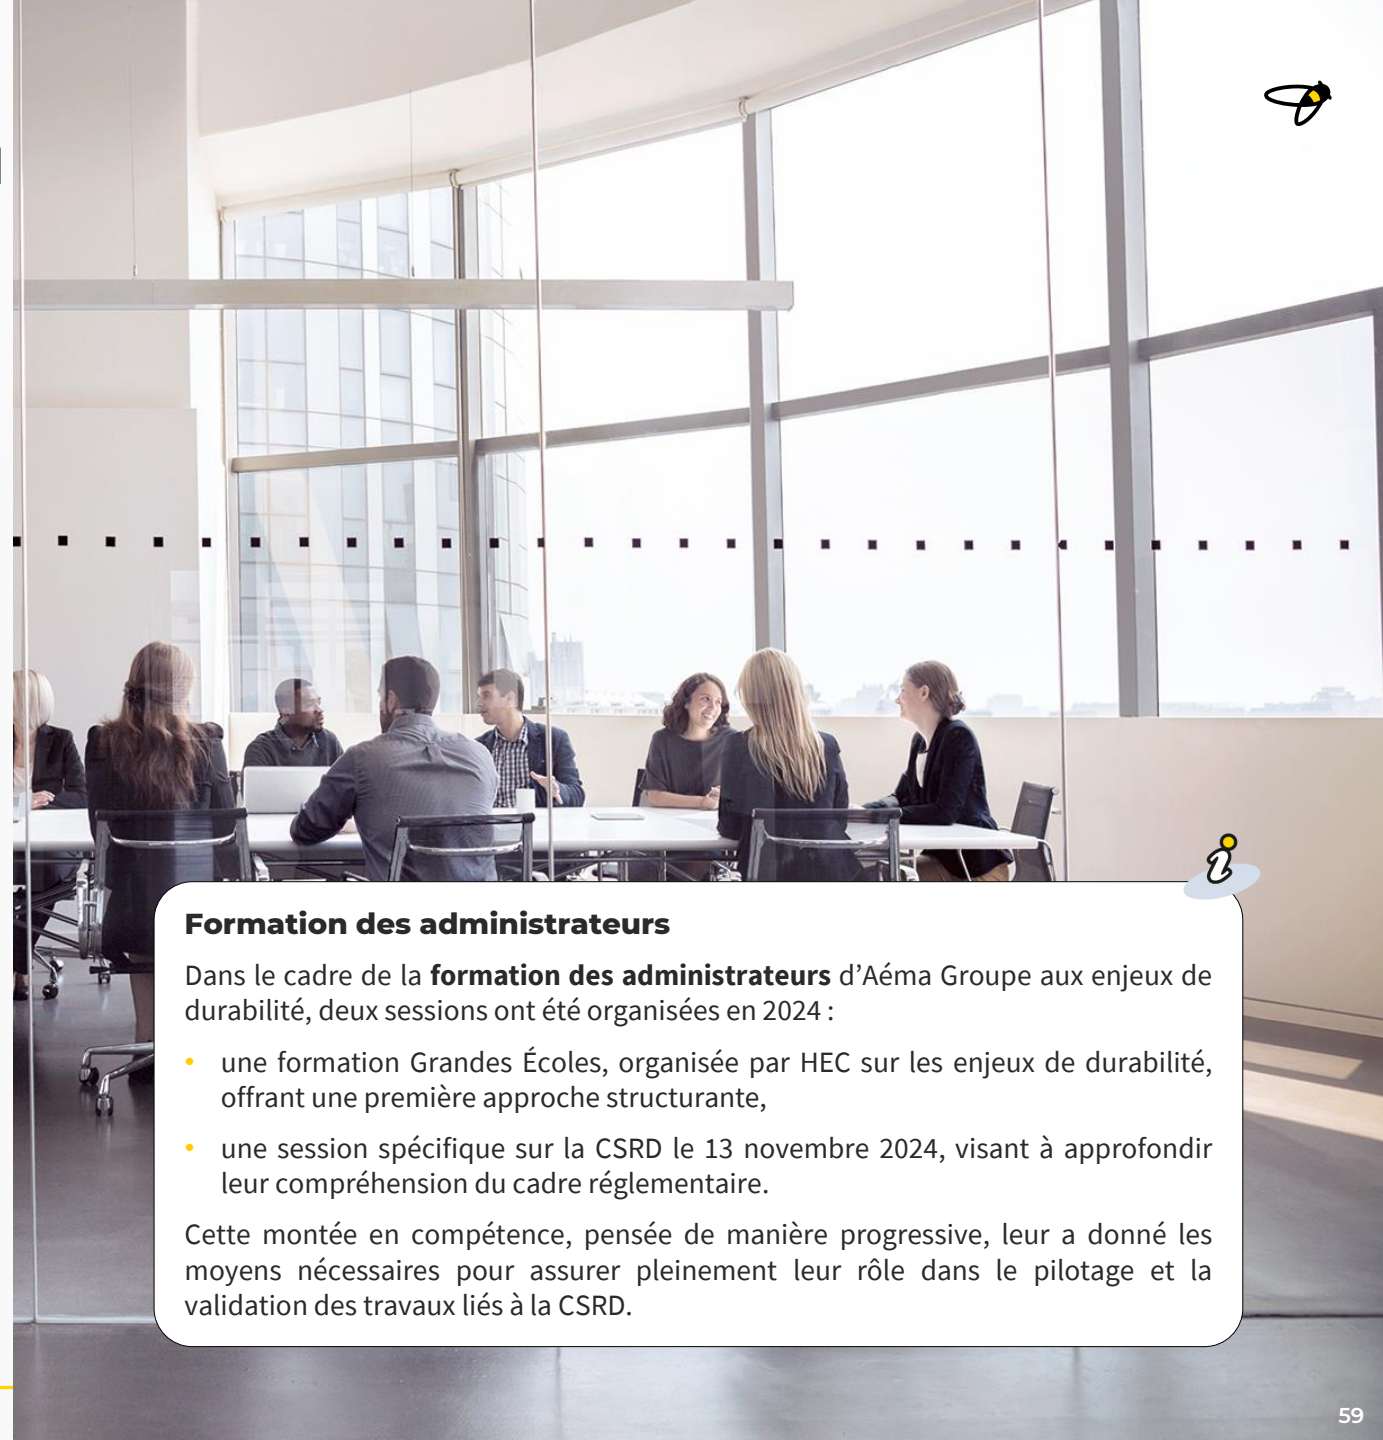 Formation des administrateurs
Dans le cadre de la formation des administrateurs d’Aéma Groupe aux enjeux de
durabilité, deux sessions ont été organisées en 2024 :
• une formation Grandes Écoles, organisée par HEC sur les enjeux de durabilité,
offrant une première approche structurante,
• une session spécifique sur la CSRD le 13 novembre 2024, visant à approfondir
leur compréhension du cadre réglementaire.
Cette montée en compétence, pensée de manière progressive, leur a donné les
moyens nécessaires pour assurer pleinement leur rôle dans le pilotage et la
validation des travaux liés à la CSRD.
59